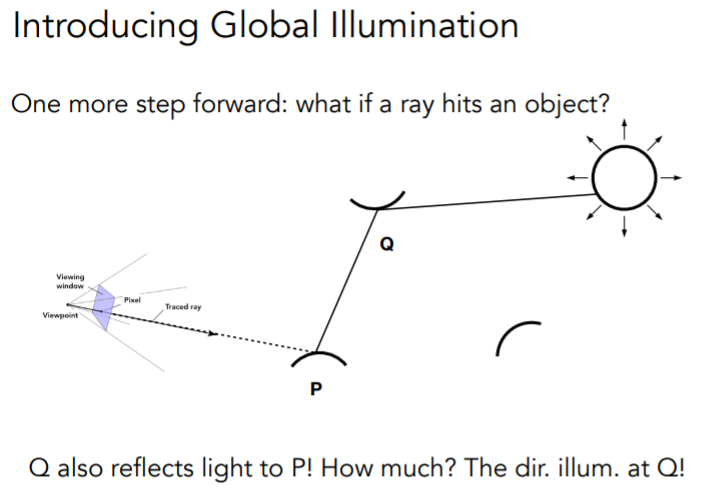 Introducing Global Illumination
One more step forward: what if a ray hits an object?
Q
Viewing
window
Pixel
Traced ray
Viewpoint
P
Q also reflects light to P! How much? The dir. illum. at Q!